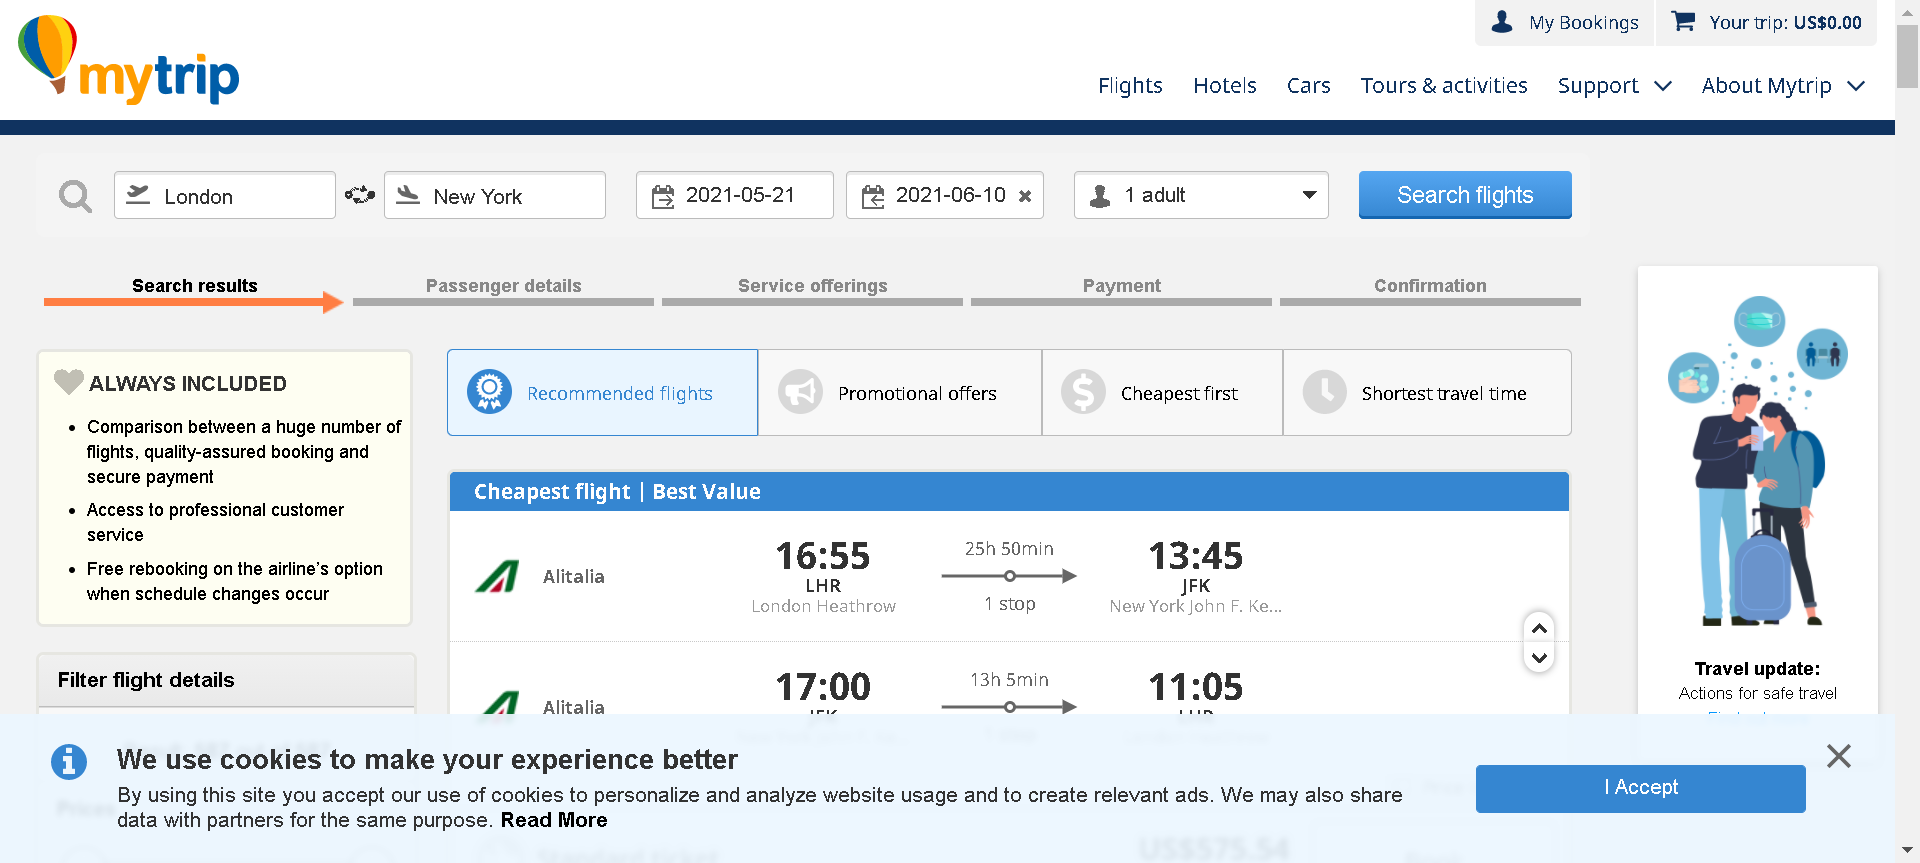 My Bookings
Your trip: US$0.00
mytrip
Flights
Hotels
Cars
Tours & activities
Support
About Mytrip
London
New York
2021-05-21
2021-06-10
1 adult
Search flights
Search results
Passenger details
Service offerings
Payment
Confirmation
ALWAYS INCLUDED
• Comparison between a huge number of
flights, quality-assured booking and
secure payment
• Access to professional customer
service
• Free rebooking on the airline's option
when schedule changes occur
Filter flight details
Recommended flights
Promotional offers
Cheapest first
Shortest travel time
Cheapest flight | Best Value
Alitalia
16:55
LHR
London Heathrow
25h 50min
1 stop
13:45
JFK
New York John F. Ke...
Alitalia
17:00
JFK
13h 5min
11:05
LHR
Travel update:
Actions for safe travel
We use cookies to make your experience better
By using this site you accept our use of cookies to personalize and analyze website usage and to create relevant ads. We may also share
data with partners for the same purpose. Read More
I Accept
US$575.54
Standard ticket